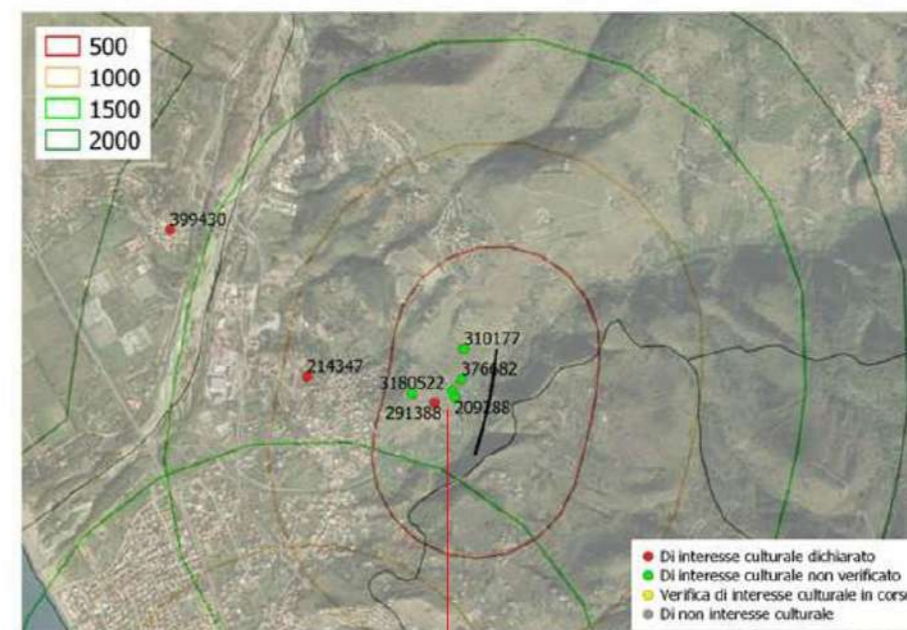 500
1000
1500
2000
399430
310177
214347
376682
3180522
291388
209288
Di interesse culturale dichiarato
Di interesse culturale non verificato
Verifica di interesse culturale in corso
Di non interesse culturale